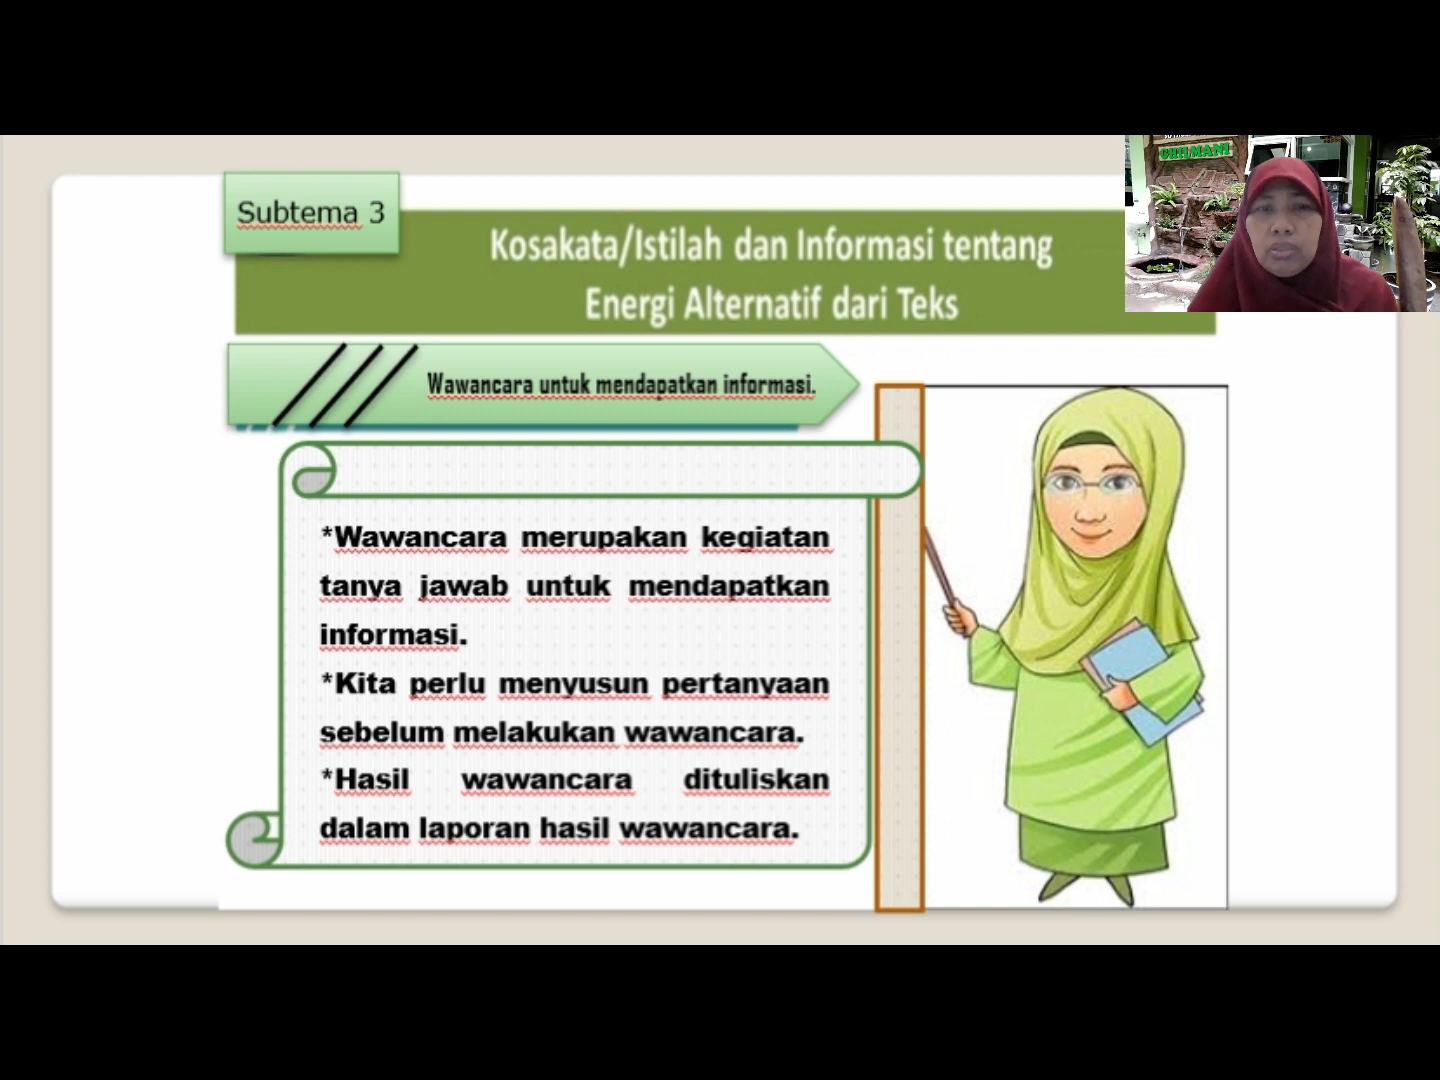 GHILMANI
Subtema 3
Kosakata/Istilah dan Informasi tentang
Energi Alternatif dari Teks
Wawancara untuk mendapatkan informasi.
*Wawancara merupakan kegiatan
tanya jawab untuk mendapatkan
informasi.
*Kita perlu menyusun pertanyaan
sebelum melakukan wawancara.
*Hasil wawancara dituliskan
dalam laporan hasil wawancara.